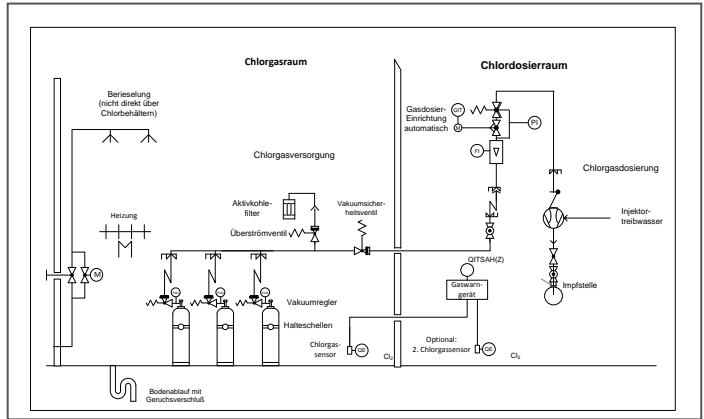 Chlorgasraum
Chlordosierraum
Berieselung
(nicht direkt über
Chlorbehältern)
Gasdosier-
Einrichtung
automatisch
GIT
M
PI
FI
Chlorgasversorgung
Chlorgasdosierung
Aktivkohle-
filter
Vakuumsicher-
heitsventil
Überströmventil
Heizung
M
Injektor-
treibwasser
QITSAH(Z)
Gaswarn-
gerät
Impfstelle
Vakuumregler
Halteschellen
Chlorgas-
sensor
QE
Optional:
2. Chlorgassensor
QE
Cl₂
Cl₂
Bodenablauf mit
Geruchsverschluß